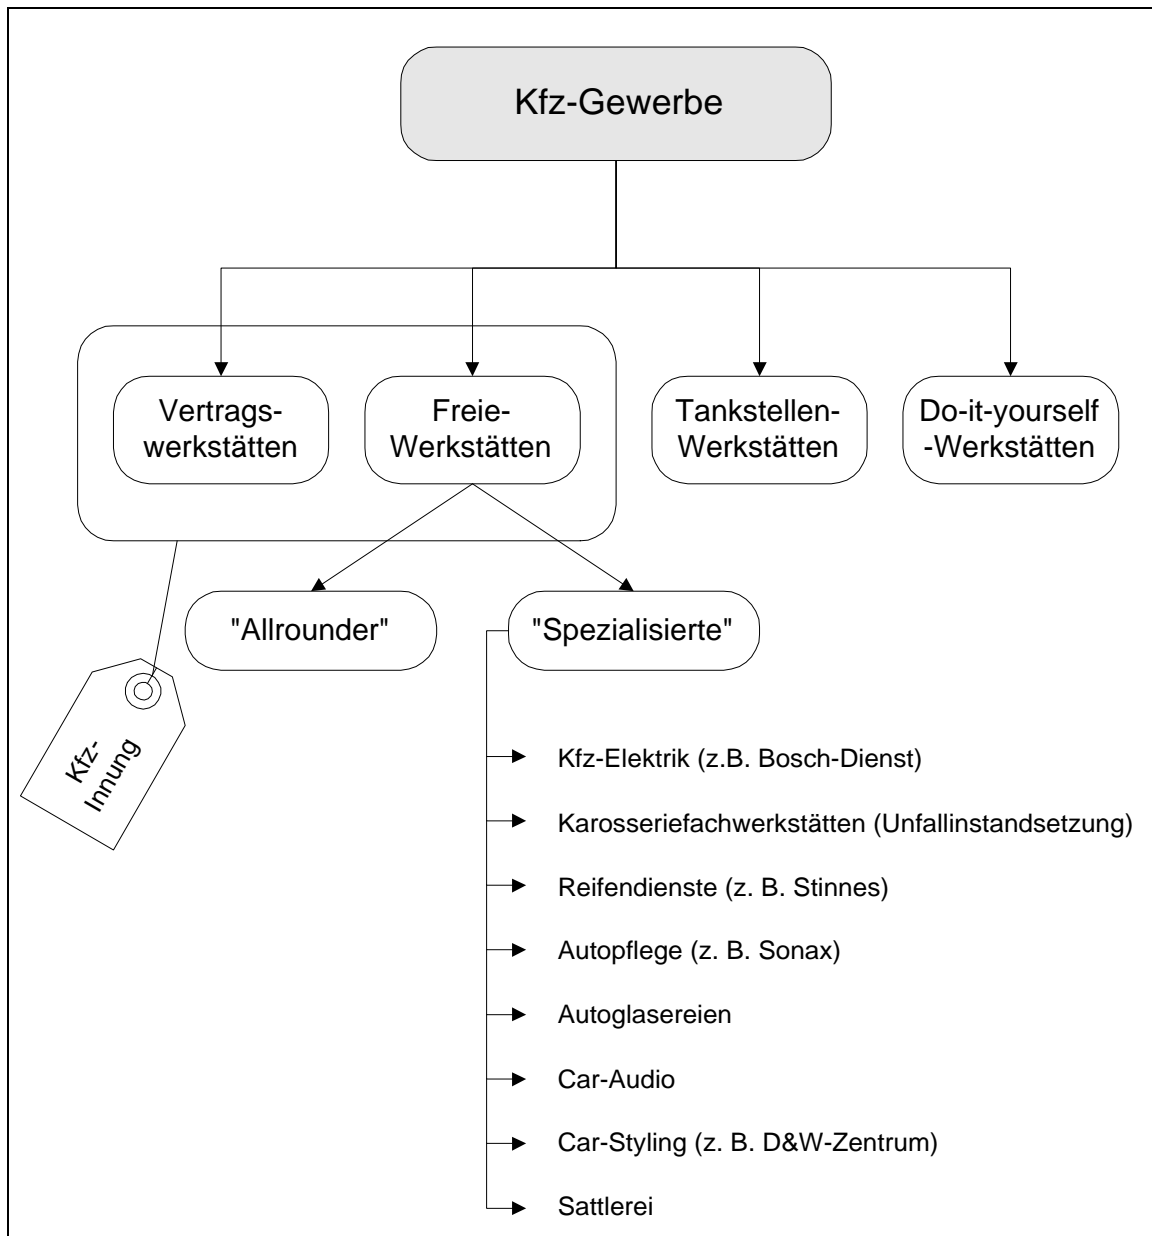 Kfz-Gewerbe
Vertrags-
werkstätten
Freie-
Werkstätten
Tankstellen-
Werkstätten
Do-it-yourself
-Werkstätten
"Allrounder"
"Spezialisierte"
Kfz-
Innung
Kfz-Elektrik (z.B. Bosch-Dienst)
Karosseriefachwerkstätten (Unfallinstandsetzung)
Reifendienste (z. B. Stinnes)
Autopflege (z. B. Sonax)
Autoglasereien
Car-Audio
Car-Styling (z. B. D&W-Zentrum)
Sattlerei